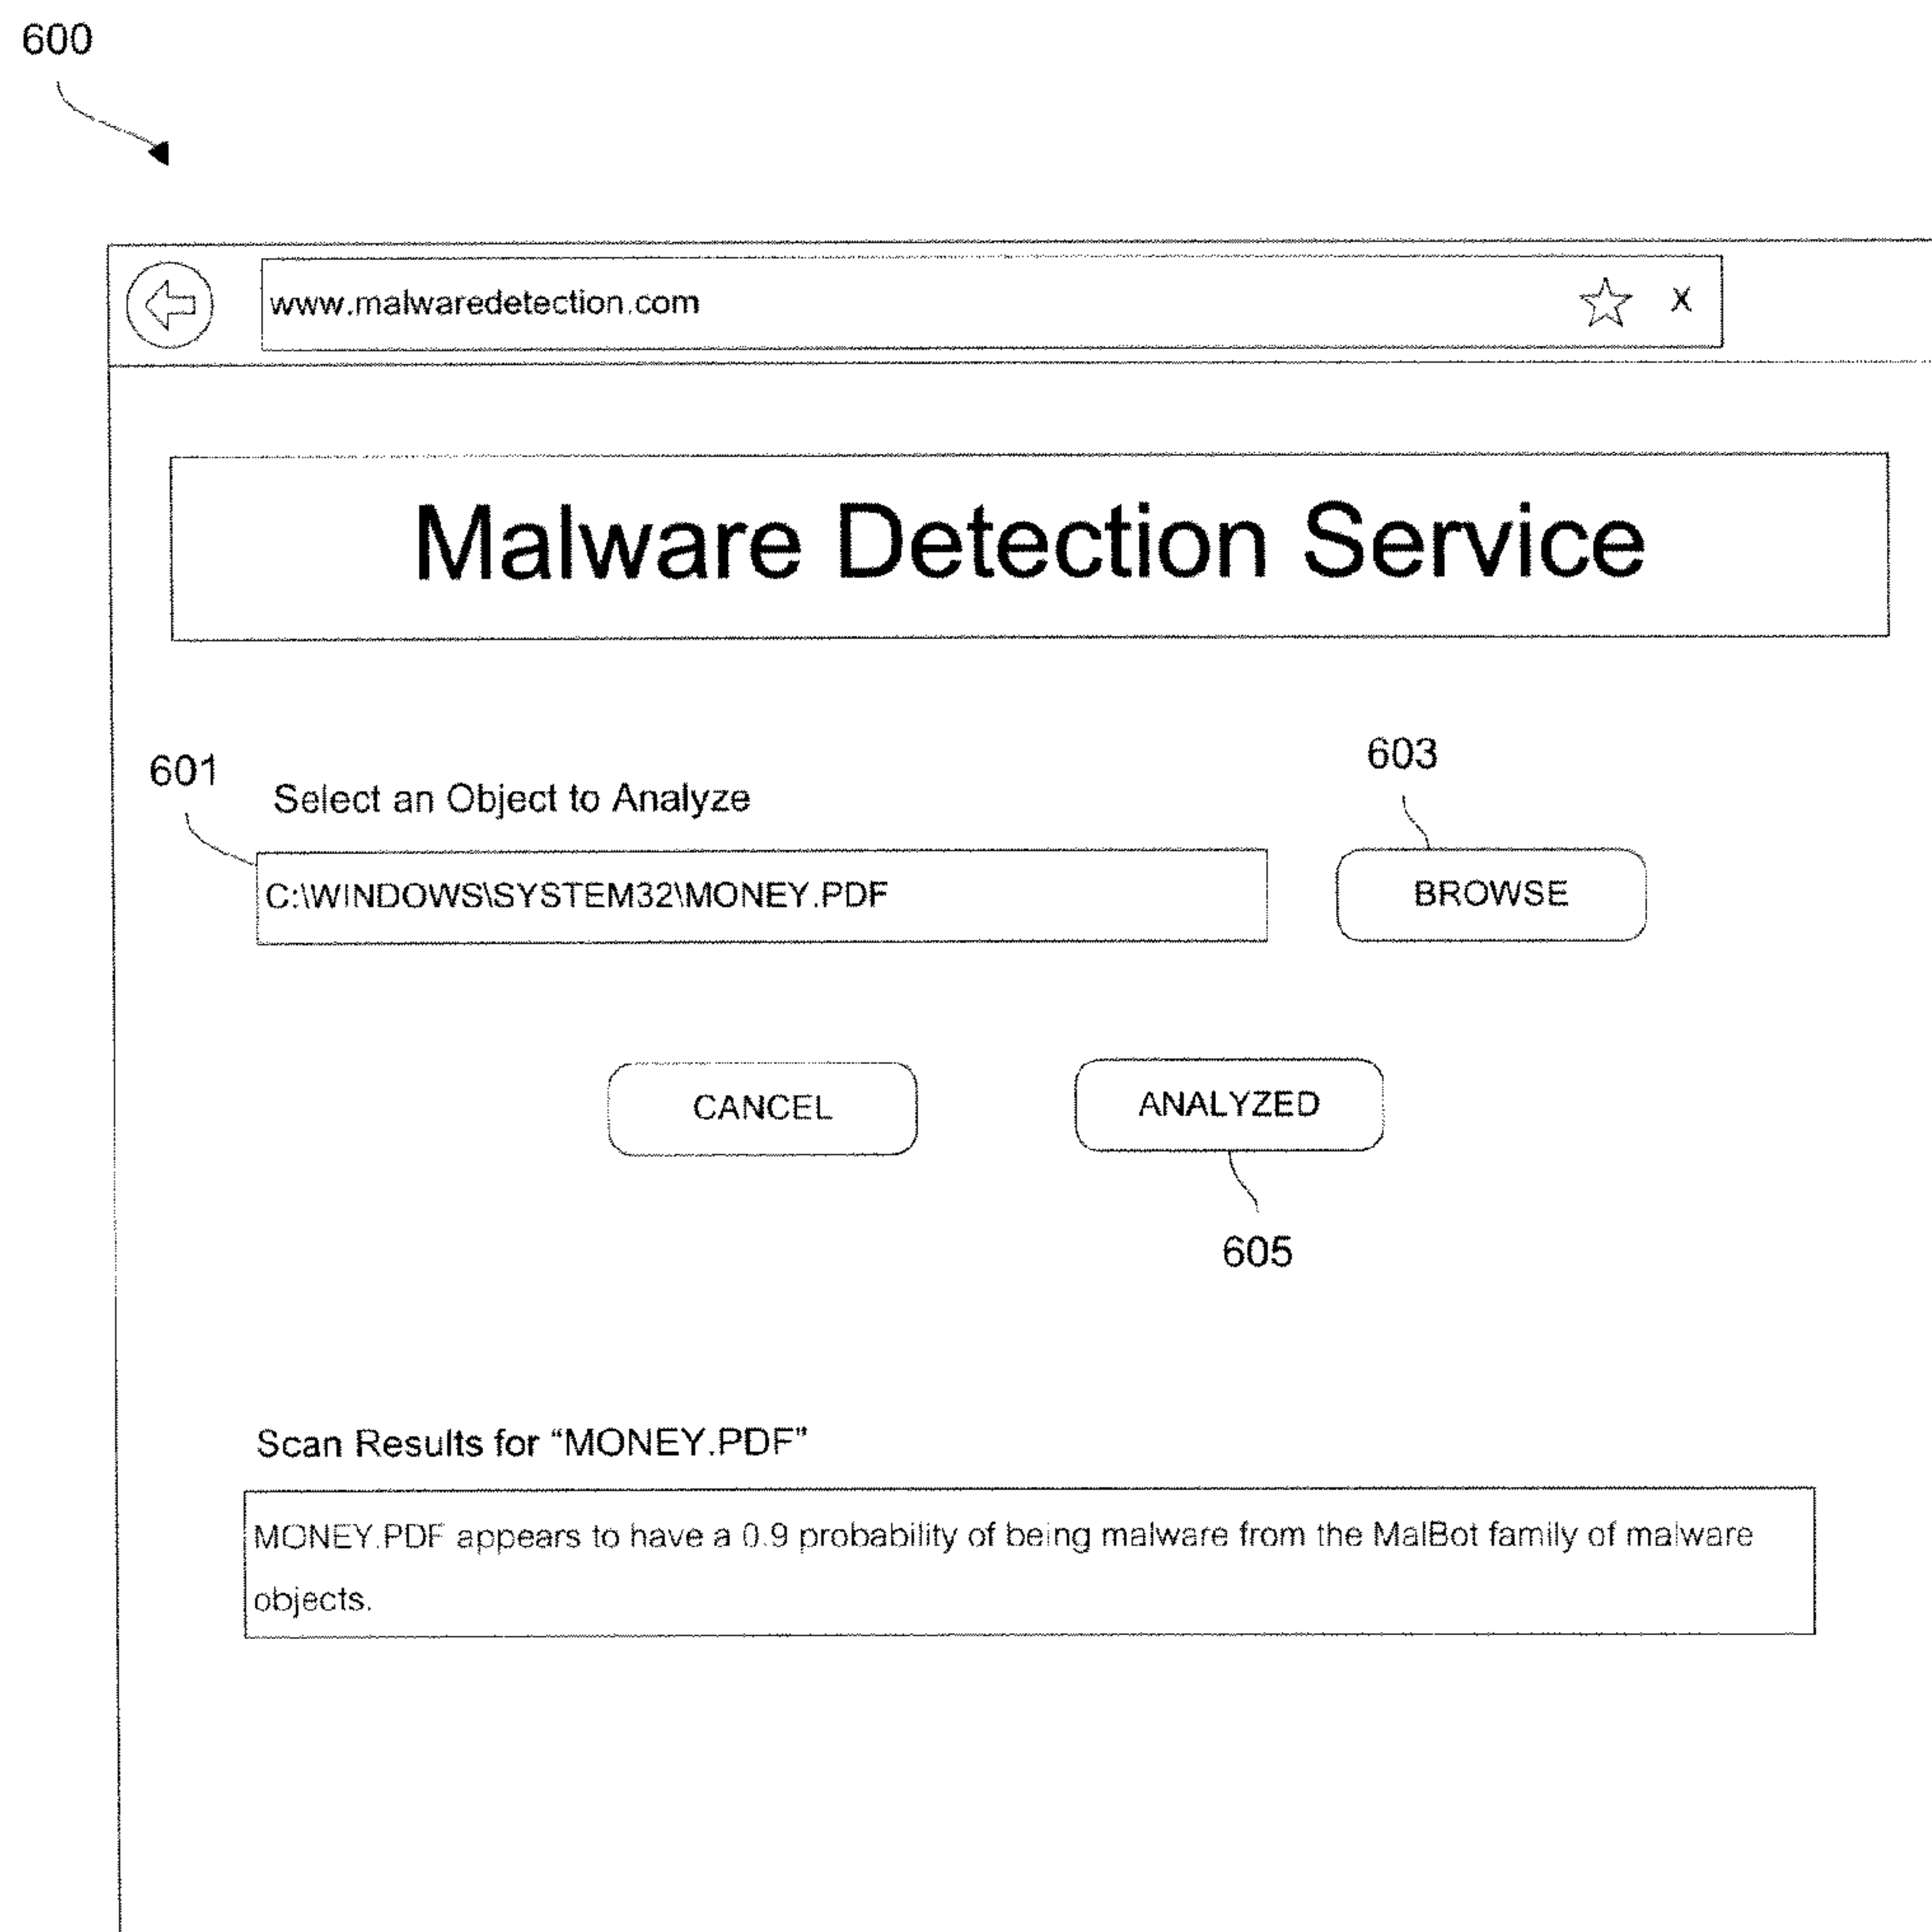 600
www.malwaredetection.com X
Malware Detection Service
601
603
Select an Object to Analyze
C:\WINDOWS\SYSTEM32\MONEY.PDF
BROWSE
CANCEL
ANALYZED
605
Scan Results for “MONEY.PDF”
MONEY.PDF appears to have a 0.9 probability of being malware from the MalBot family of malware
objects.